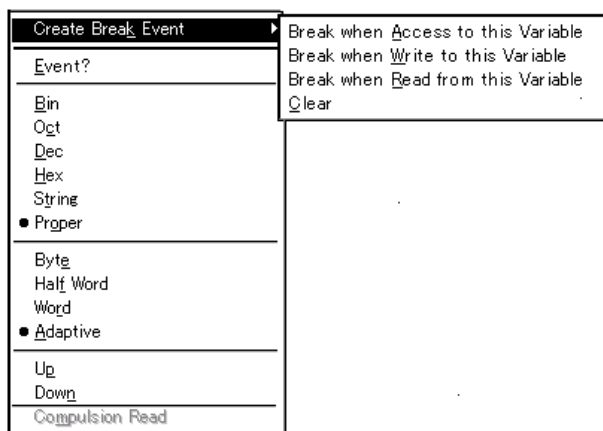 Create Break Event
Event?
Bin
Oct
Dec
Hex
String
Proper
Byte
Half Word
Word
Adaptive
Up
Down
Compulsion Read
Break when Access to this Variable
Break when Write to this Variable
Break when Read from this Variable
Clear